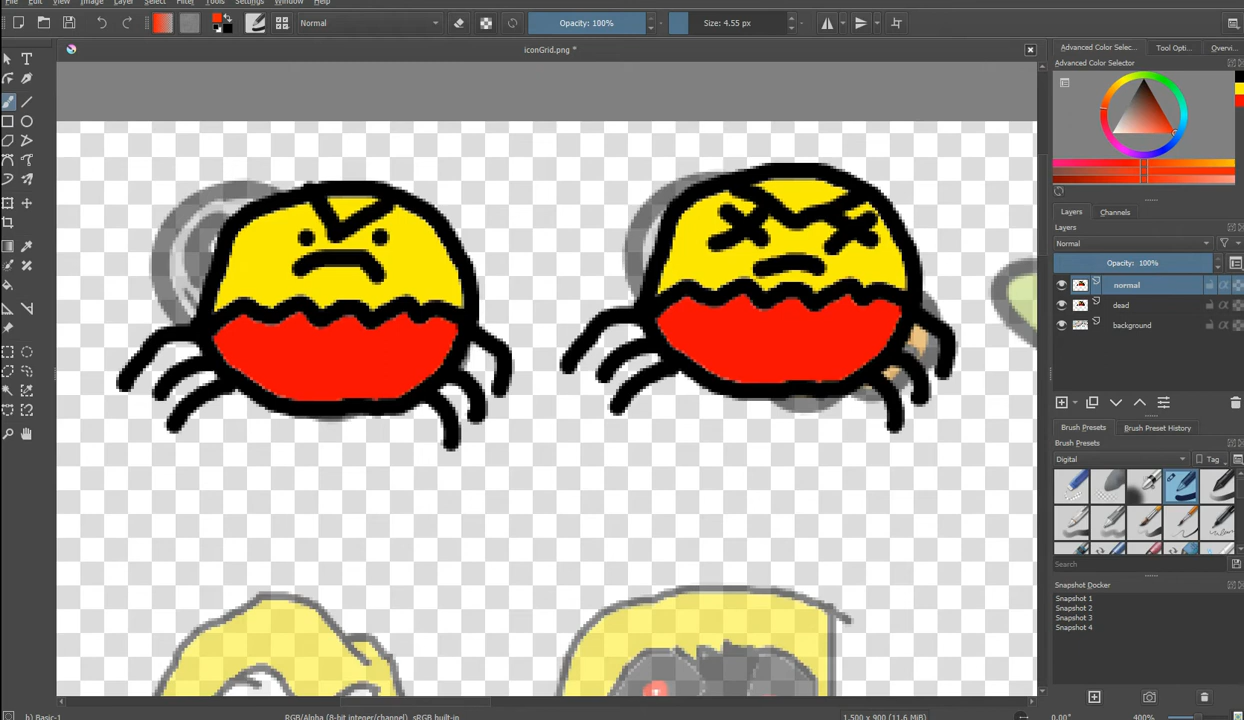 File Edit View Image Layer Select Filter Tools Settings Window Help
Normal
Opacity: 100%
Size: 4.55 px
iconGrid.png *
Advanced Color Selec...
Tool Opti...
Overvi...
Advanced Color Selector
Layers
Channels
Layers
Normal
Opacity: 100%
normal
dead
background
Brush Presets
Brush Preset History
Brush Presets
Digital
Tag
Search
Snapshot Docker
Snapshot 1
Snapshot 2
Snapshot 3
Snapshot 4
b) Basic-1
RGB/Alpha (8-bit integer/channel) sRGB built-in
1,500 x 900 (11.6 MiB)
0.00°
400%